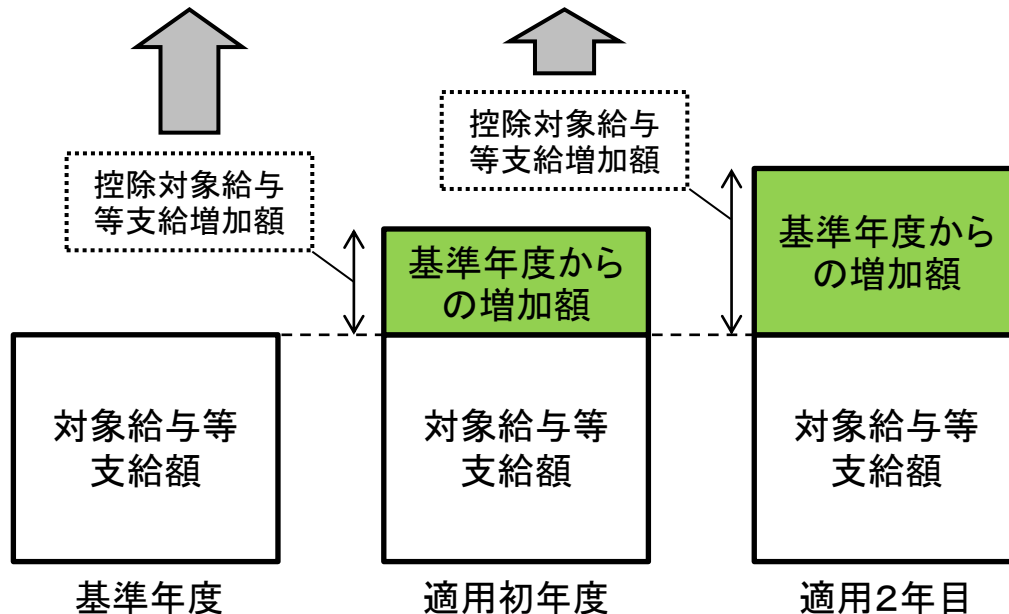 控除対象給与
等支給増加額
控除対象給与
等支給増加額
基準年度から
の増加額
基準年度から
の増加額
対象給与等
支給額
対象給与等
支給額
対象給与等
支給額
基準年度
適用初年度
適用２年目